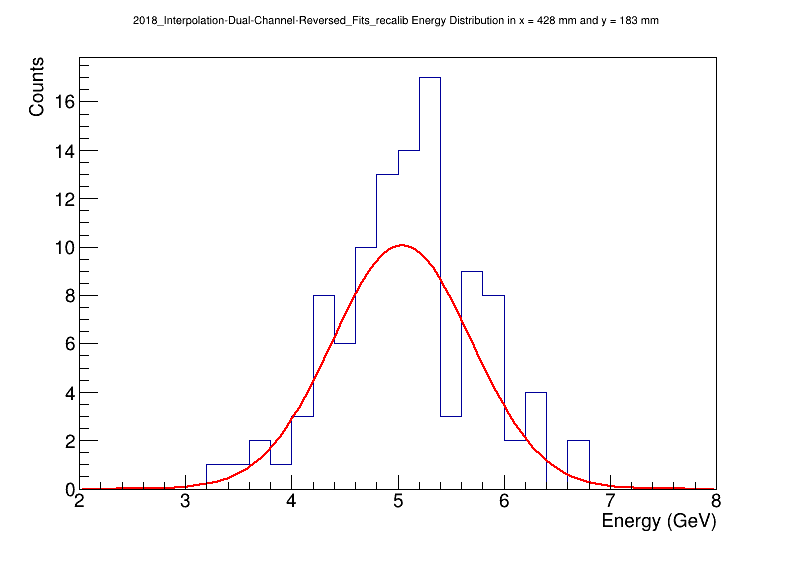 2018_Interpolation-Dual-Channel-Reversed_Fits_recalib Energy Distribution in x = 428 mm and y = 183 mm
Counts
16
14
12
10
8
6
4
2
0
2 3 4 5 6 7 8
Energy (GeV)